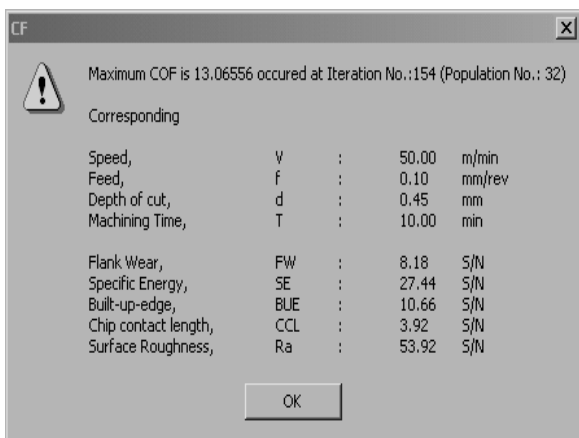 CF
Maximum COF is 13.06556 occured at Iteration No.:154 (Population No.: 32)
Corresponding
Speed, V : 50.00 m/min
Feed, f : 0.10 mm/rev
Depth of cut, d : 0.45 mm
Machining Time, T : 10.00 min
Flank Wear, FW : 8.18 S/N
Specific Energy, SE : 27.44 S/N
Built-up-edge, BUE : 10.66 S/N
Chip contact length, CCL : 3.92 S/N
Surface Roughness, Ra : 53.92 S/N
OK